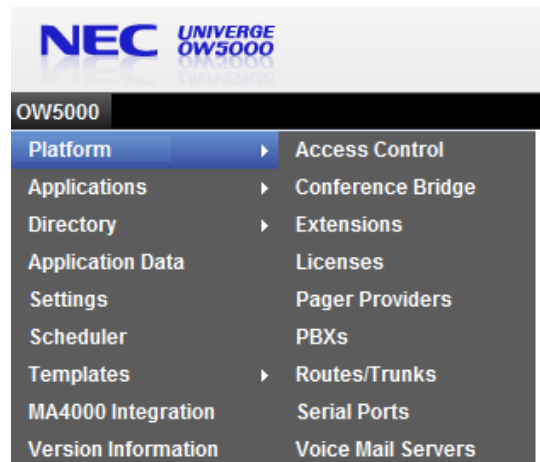 NEC UNIVERGE
OW5000
OW5000
Platform
Applications
Directory
Application Data
Settings
Scheduler
Templates
MA4000 Integration
Version Information
Access Control
Conference Bridge
Extensions
Licenses
Pager Providers
PBXs
Routes/Trunks
Serial Ports
Voice Mail Servers